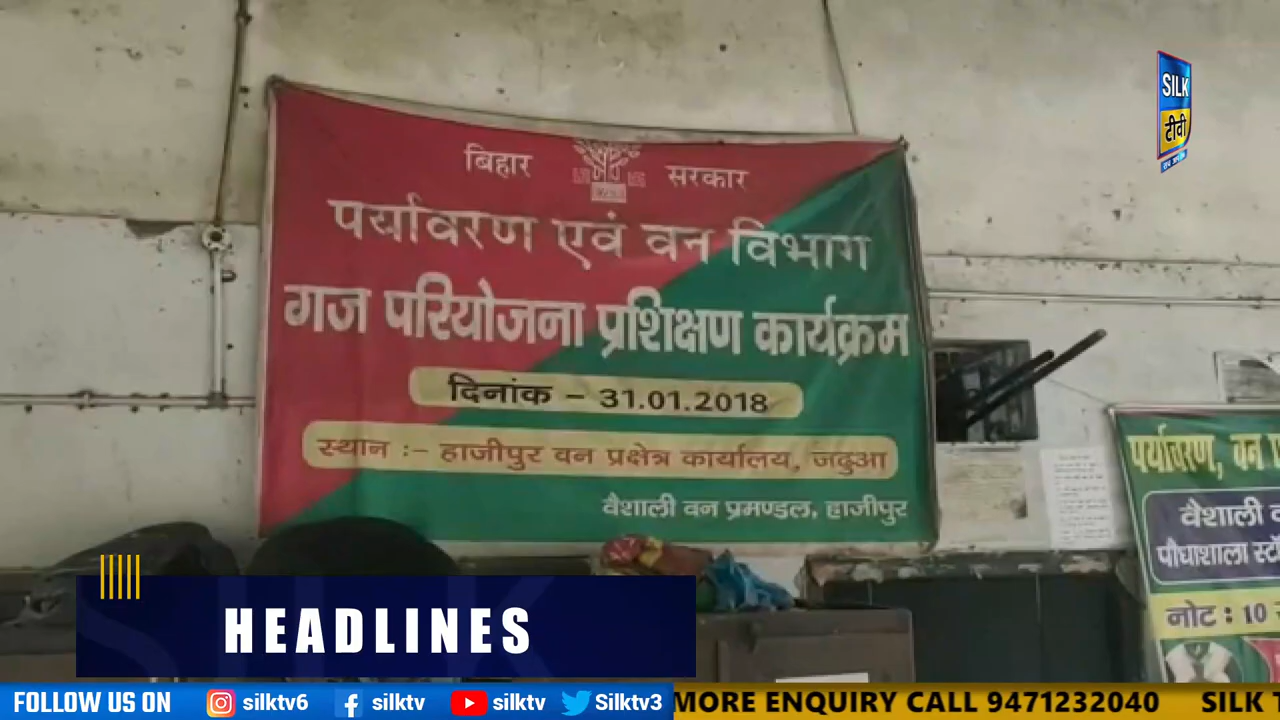 SILK
टीवी
बिहार सरकार
पर्यावरण एवं वन विभाग
गज परियोजना प्रशिक्षण कार्यक्रम
दिनांक - 31.01.2018
स्थान :- हाजीपुर वन प्रक्षेत्र कार्यालय, जढुआ
वैशाली वन प्रमण्डल, हाजीपुर
पर्यावरण, वन
वैशाली
पौधाशाला
नोट : 10
HEADLINES
FOLLOW US ON silktv6 silktv silktv Silktv3 MORE ENQUIRY CALL 9471232040 SILK